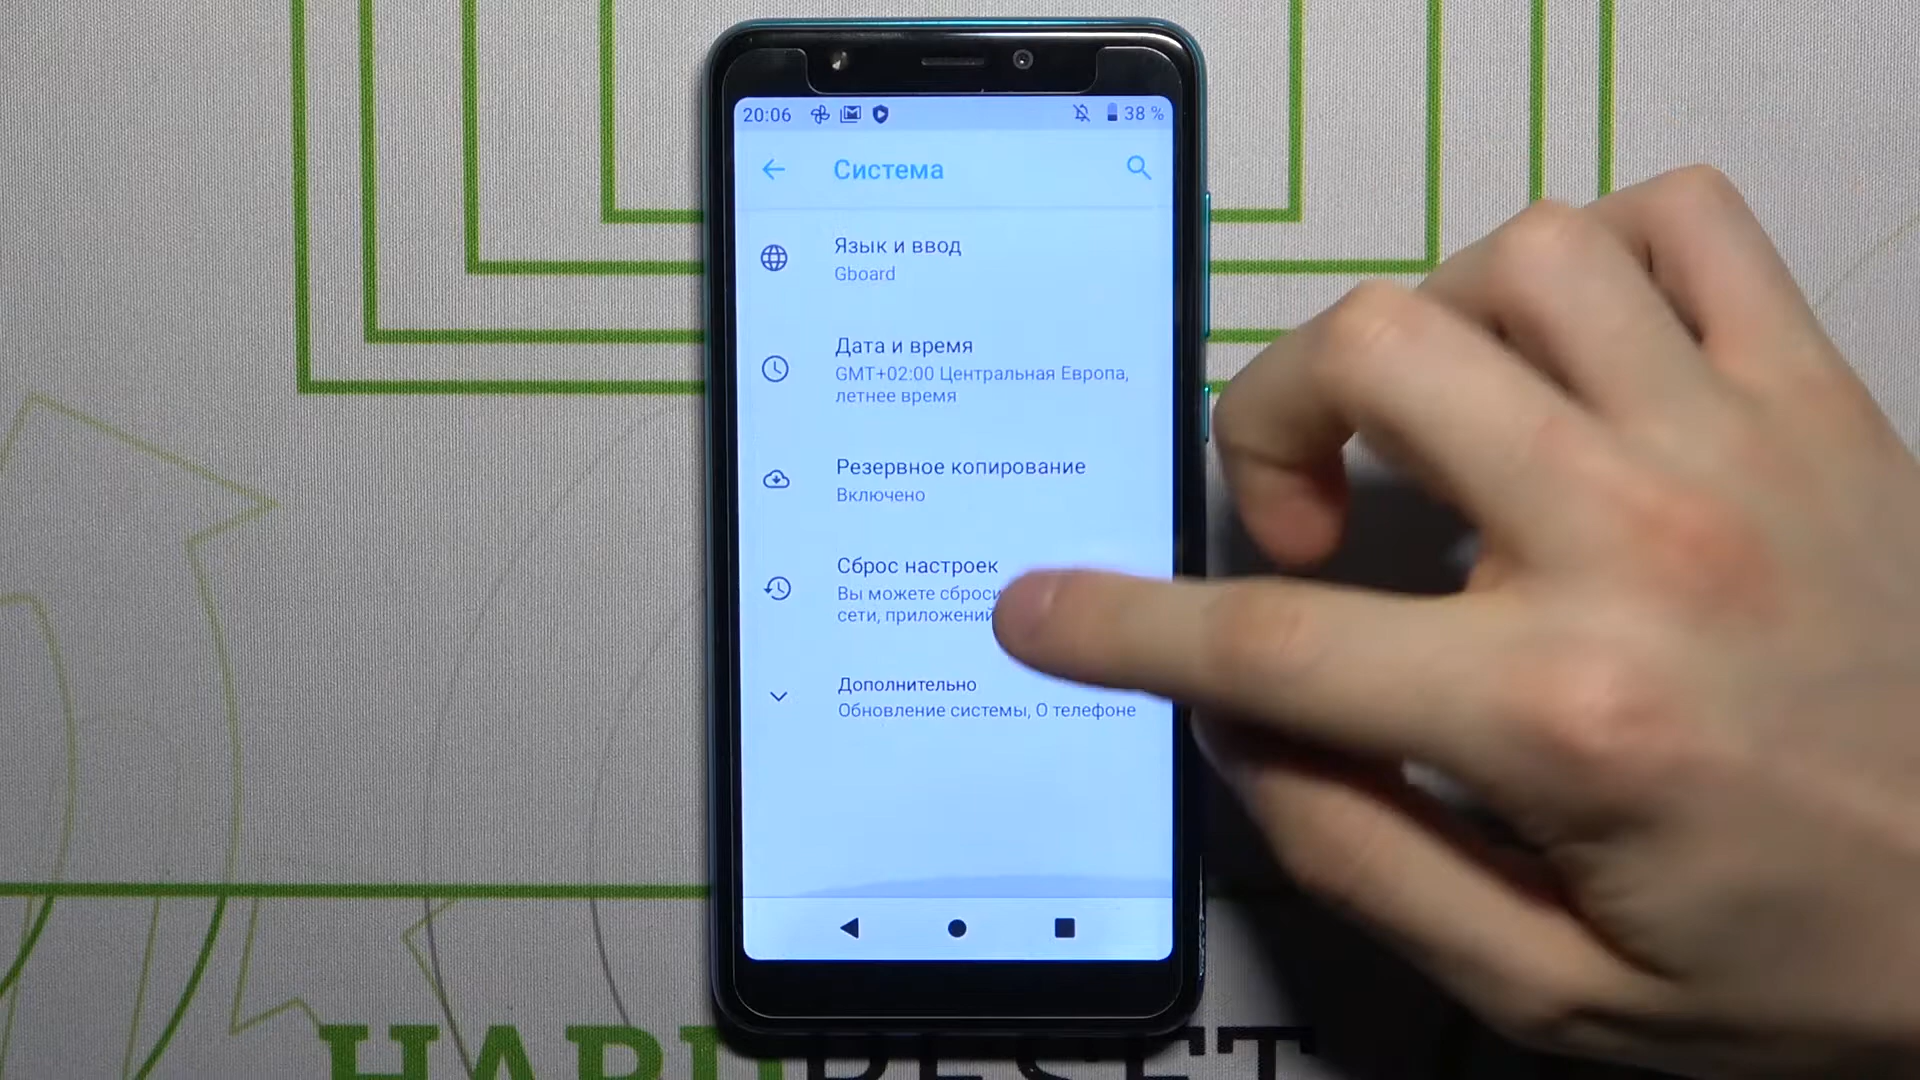 20:06 38 %
Система
Язык и ввод
Gboard
Дата и время
GMT+02:00 Центральная Европа,
летнее время
Резервное копирование
Включено
Сброс настроек
Вы можете
сети, приложений
Дополнительно
Обновление системы, О телефоне
HARDRESET